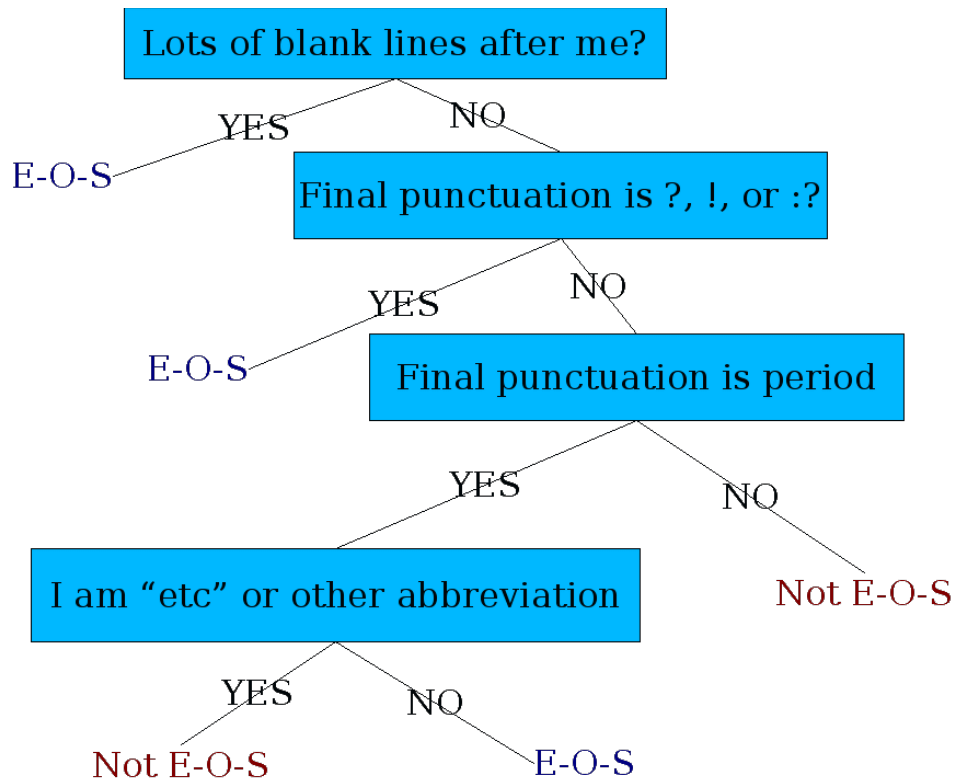 Lots of blank lines after me?
YES
NO
E-O-S
Final punctuation is ?, !, or :?
YES
NO
E-O-S
Final punctuation is period
YES
NO
I am “etc” or other abbreviation
Not E-O-S
YES
NO
Not E-O-S
E-O-S